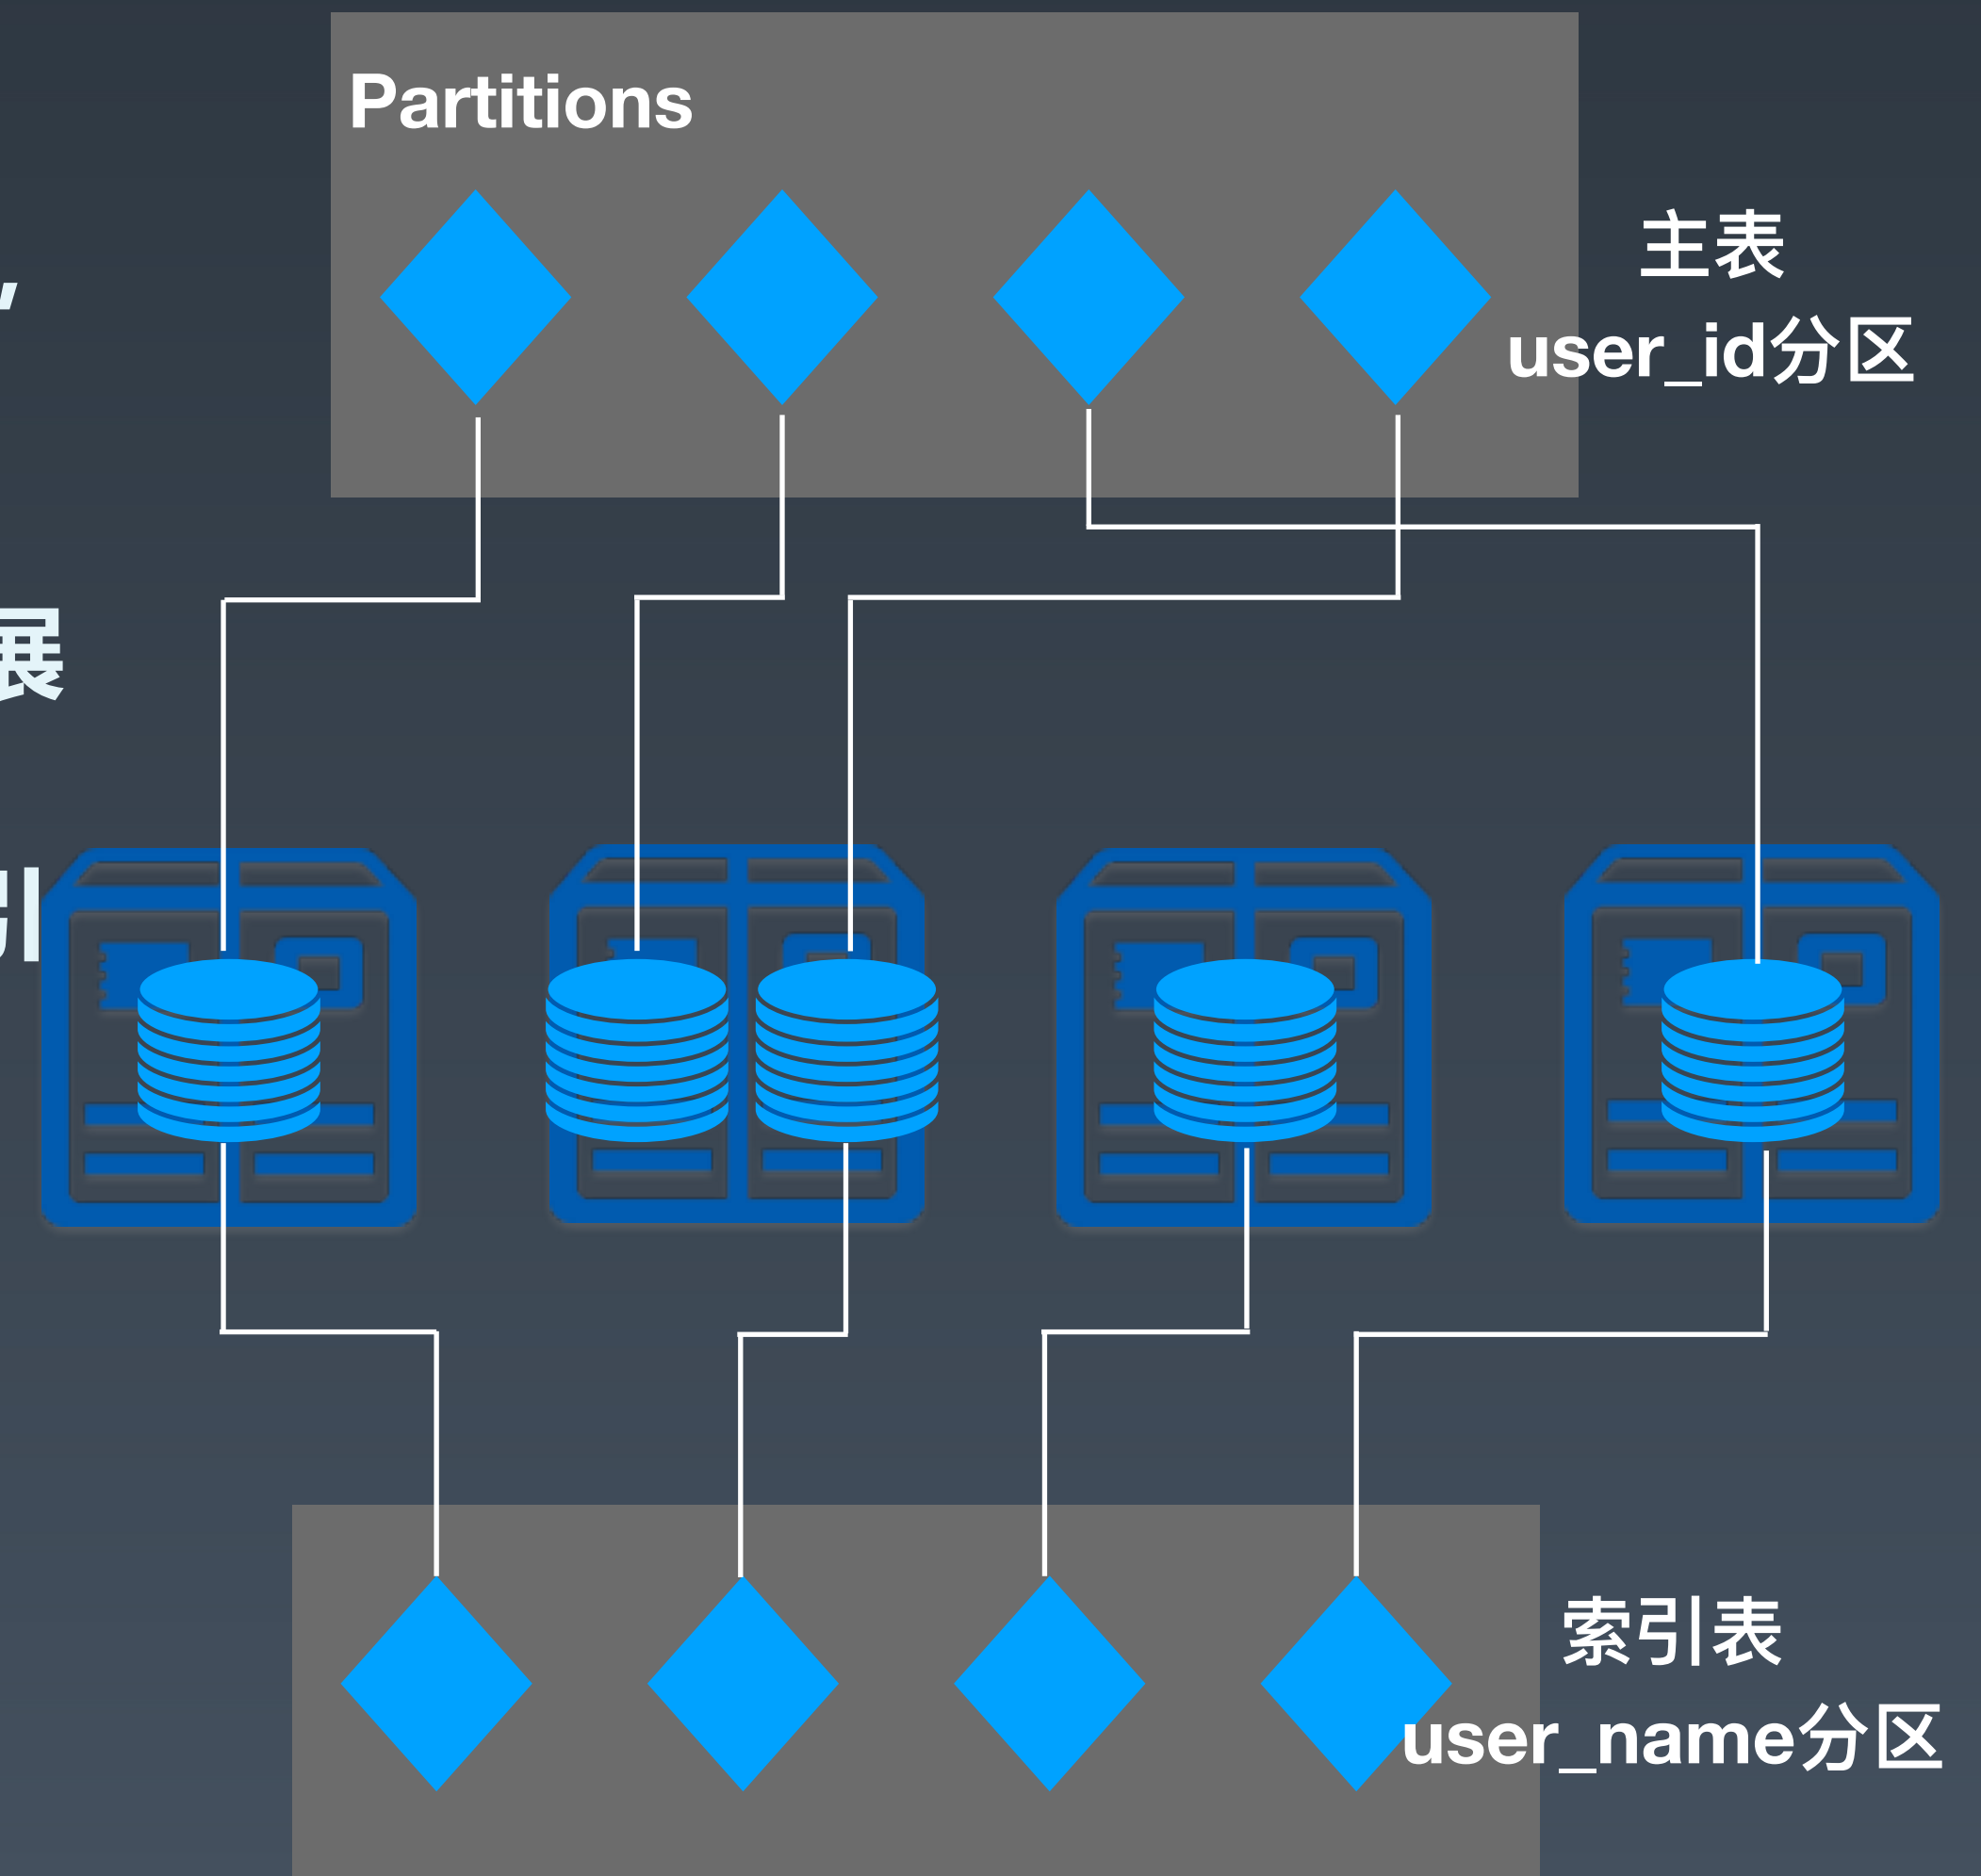 Partitions
主表
user_id分区
展
索引表
user_name分区